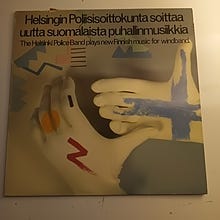 Helsingin Poliisisoittokunta soittaa
uutta suomalaista puhallinmusiikkia
The Helsinki Police Band plays new Finnish music for windband.